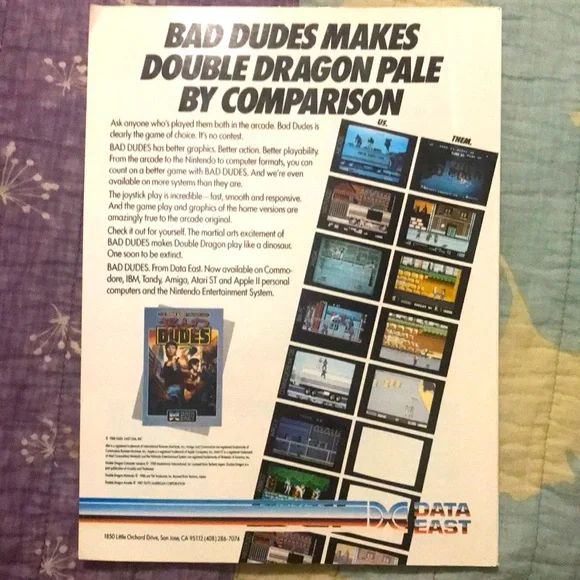 BAD DUDES MAKES
DOUBLE DRAGON PALE
BY COMPARISON
Ask anyone who's played them both in the arcade. Bad Dudes is
clearly the game of choice. It's no contest.
BAD DUDES has better graphics. Better action. Better playability.
From the arcade to the Nintendo to computer formats, you can
count on a better game with BAD DUDES. And we're even
available on more systems than they are.
The joystick play is incredible—fast, smooth and responsive.
And the game play and graphics of the home versions are
amazingly true to the arcade original.
Check it out for yourself. The martial arts excitement of
BAD DUDES makes Double Dragon play like a dinosaur.
One soon to be extinct.
BAD DUDES. From Data East. Now available on Commo-
dore, IBM, Tandy, Amiga, Atari ST and Apple II personal
computers and the Nintendo Entertainment System.
US.
THEM.
BAD
DUDES
DATA
EAST
DATA
EAST
1850 Little Orchard Drive, San Jose, CA 95112 (408) 286-7074